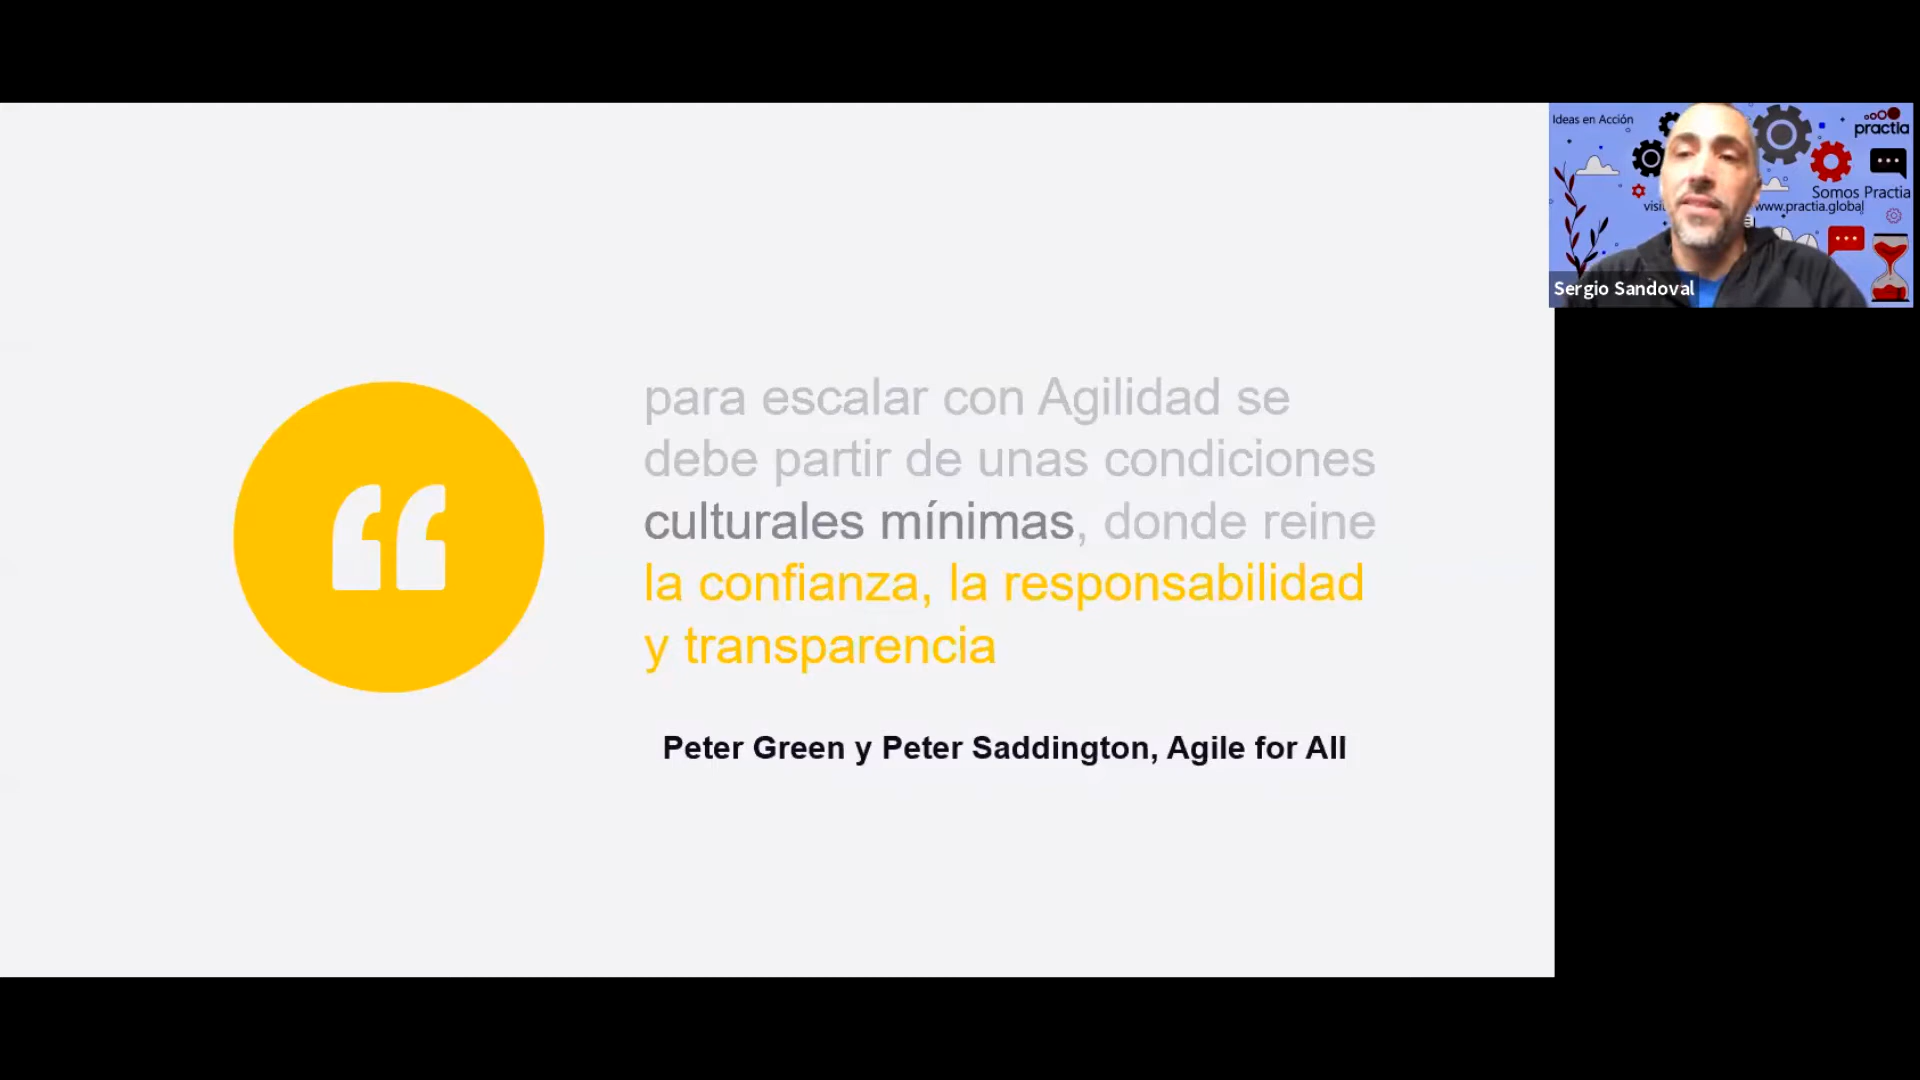 para escalar con Agilidad se
debe partir de unas condiciones
culturales mínimas, donde reine
la confianza, la responsabilidad
y transparencia
Peter Green y Peter Saddington, Agile for All
Ideas en Acción
practia
Somos Practia
www.practia.global
Sergio Sandoval